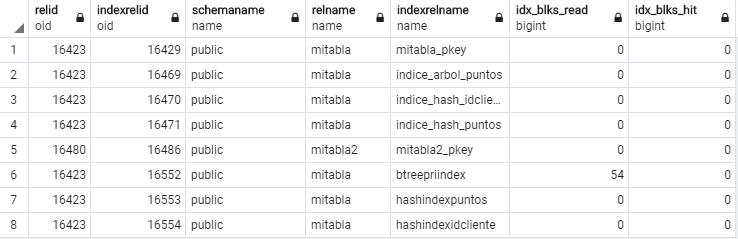 relid indexrelid schemaname relname indexrelname idx_blks_read idx_blks_hit
oid oid name name name bigint bigint
1 16423 16429 public mitabla mitabla_pkey 0 0
2 16423 16469 public mitabla indice_arbol_puntos 0 0
3 16423 16470 public mitabla indice_hash_idclie... 0 0
4 16423 16471 public mitabla indice_hash_puntos 0 0
5 16480 16486 public mitabla2 mitabla2_pkey 0 0
6 16423 16552 public mitabla btreepriindex 54 0
7 16423 16553 public mitabla hashindexpuntos 0 0
8 16423 16554 public mitabla hashindexidcliente 0 0